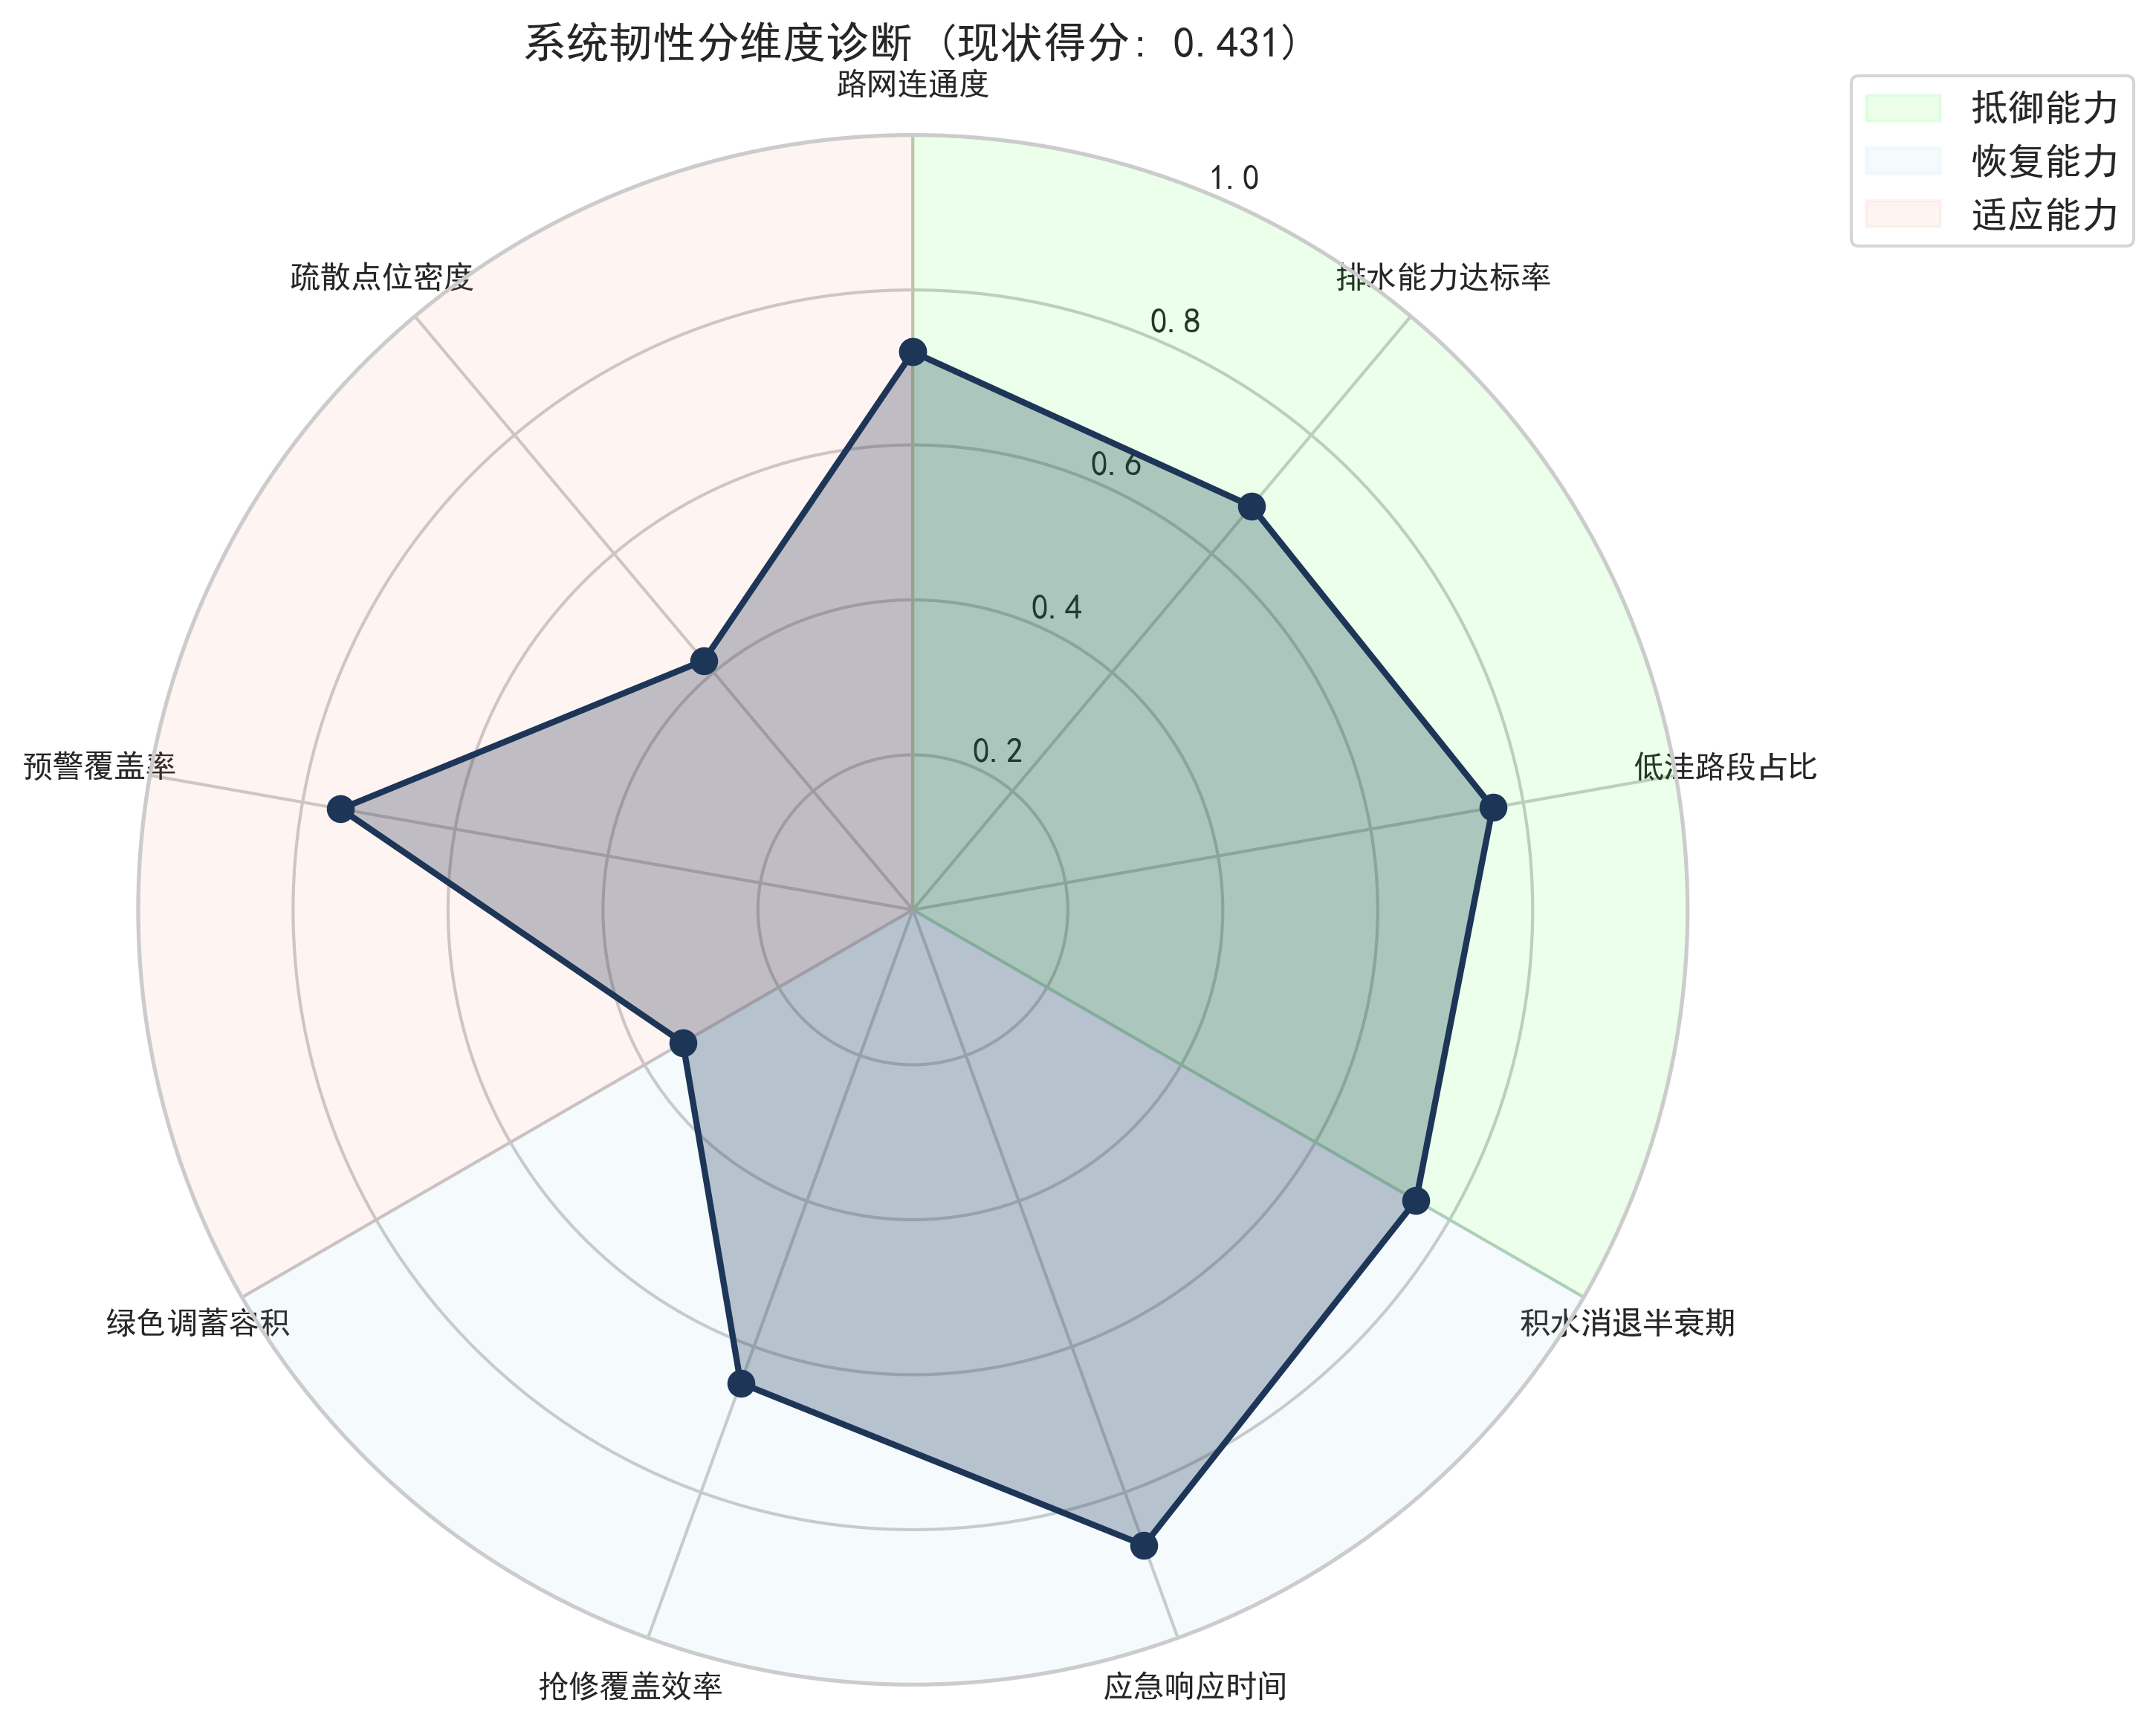 系统韧性分维度诊断 (现状得分: 0.431)
路网连通度
抵御能力
恢复能力
适应能力
1.0
疏散点位密度
排水能力达标率
0.8
0.6
0.4
0.2
预警覆盖率
低洼路段占比
绿色调蓄容积
积水消退半衰期
抢修覆盖效率
应急响应时间